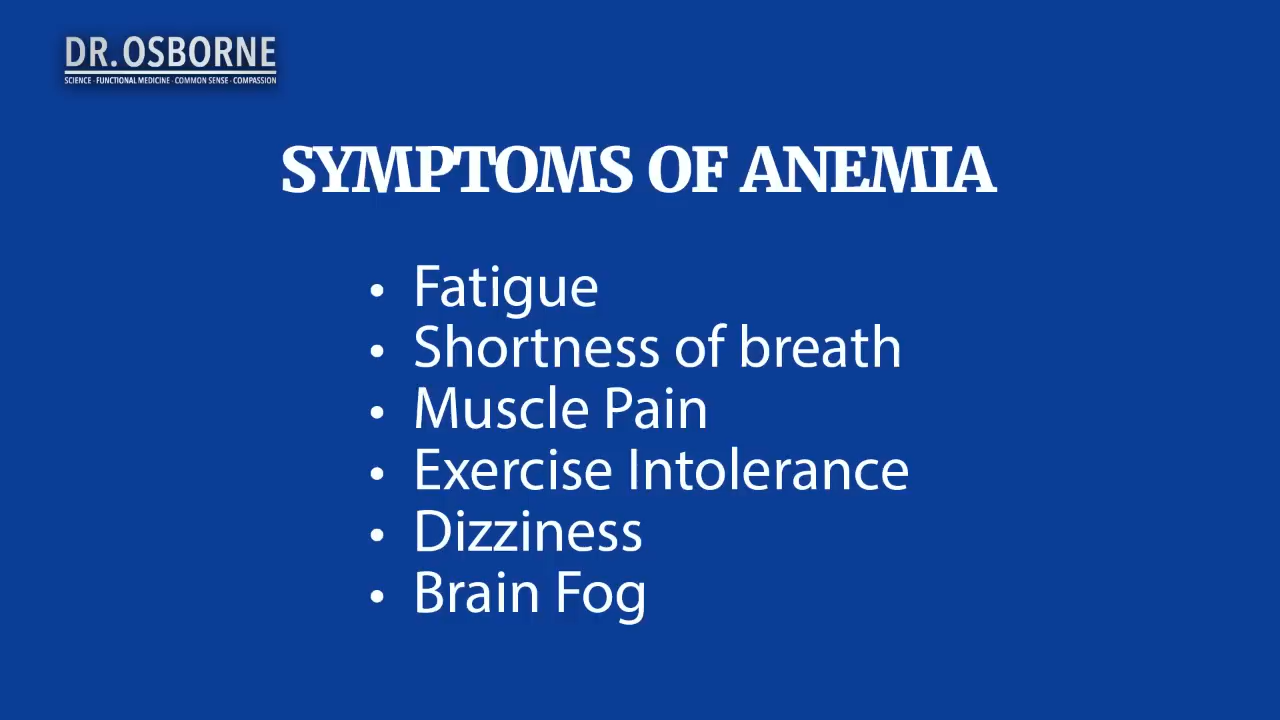 DR. OSBORNE
SCIENCE · FUNCTIONAL MEDICINE · COMMON SENSE · COMPASSION
SYMPTOMS OF ANEMIA
• Fatigue
• Shortness of breath
• Muscle Pain
• Exercise Intolerance
• Dizziness
• Brain Fog